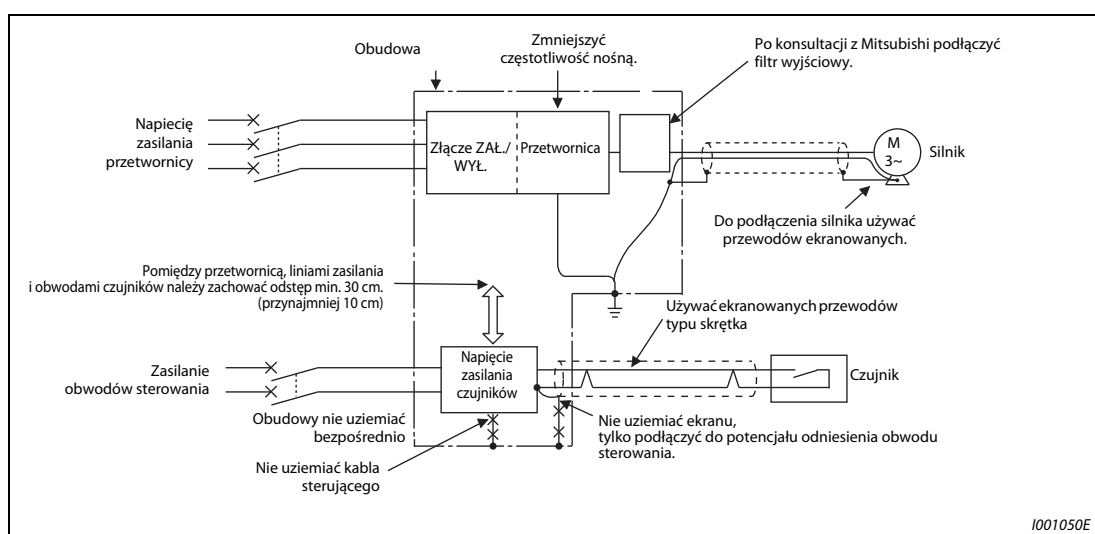 Obudowa
Zmniejszyć
częstotliwość nośną.
Po konsultacji z Mitsubishi podłączyć
filtr wyjściowy.
Napiecię
zasilania
przetwornicy
Złącze ZAŁ./
WYŁ.
Przetwornica
M
3~
Silnik
Do podłączenia silnika używać
przewodów ekranowanych.
Pomiędzy przetwornicą, liniami zasilania
i obwodami czujników należy zachować odstęp min. 30 cm.
(przynajmniej 10 cm)
Używać ekranowanych przewodów
typu skrętka
Zasilanie
obwodów sterowania
Napięcie
zasilania
czujników
Czujnik
Obudowy nie uziemiać
bezpośrednio
Nie uziemiać ekranu,
tylko podłączyć do potencjału odniesienia obwodu
sterowania.
Nie uziemiać kabla
sterującego
I001050E